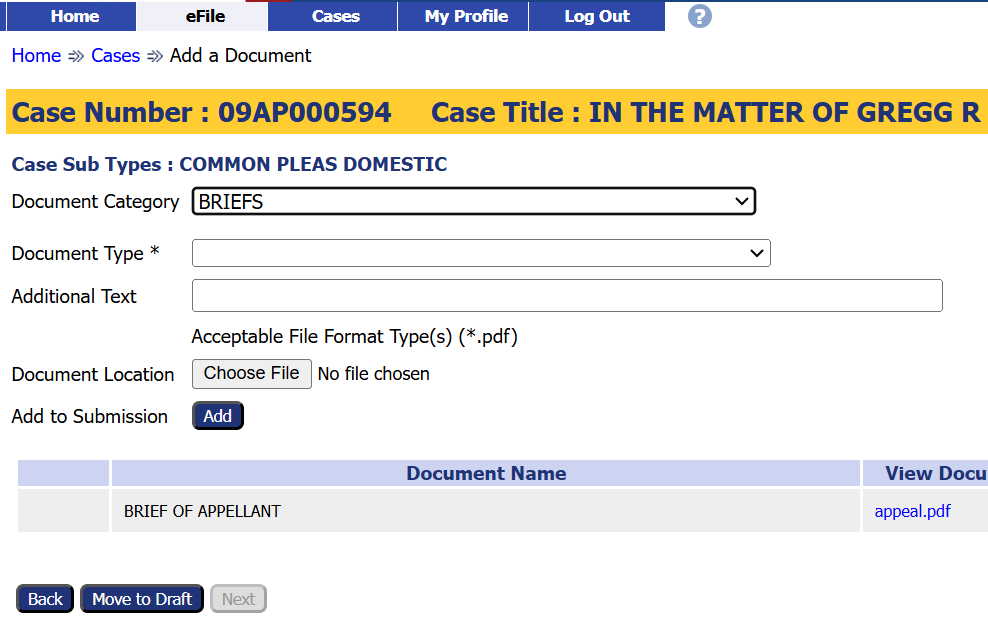 Home eFile Cases My Profile Log Out ?
Home Cases Add a Document
Case Number : 09AP000594 Case Title : IN THE MATTER OF GREGG R
Case Sub Types : COMMON PLEAS DOMESTIC
Document Category BRIEFS
Document Type *
Additional Text
Acceptable File Format Type(s) (*.pdf)
Document Location Choose File No file chosen
Add to Submission Add
Document Name View Docu
BRIEF OF APPELLANT appeal.pdf
Back Move to Draft Next